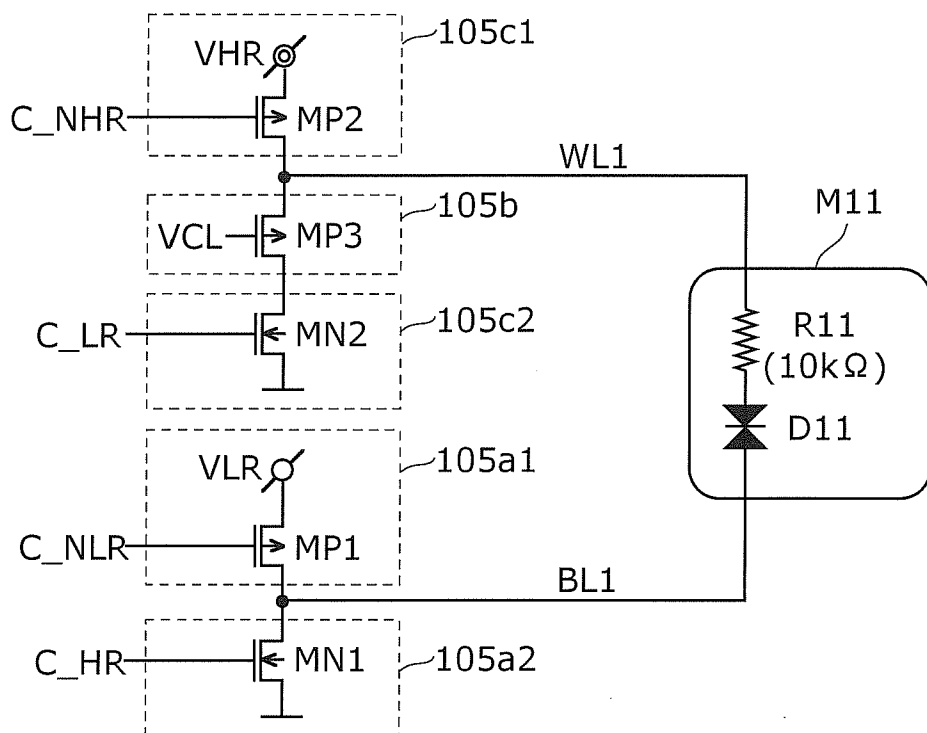 105c1
VHR
C_NHR
MP2
WL1
105b
M11
VCL
MP3
C_LR
MN2
105c2
R11
(10kΩ)
D11
VLR
105a1
C_NLR
MP1
BL1
C_HR
MN1
105a2